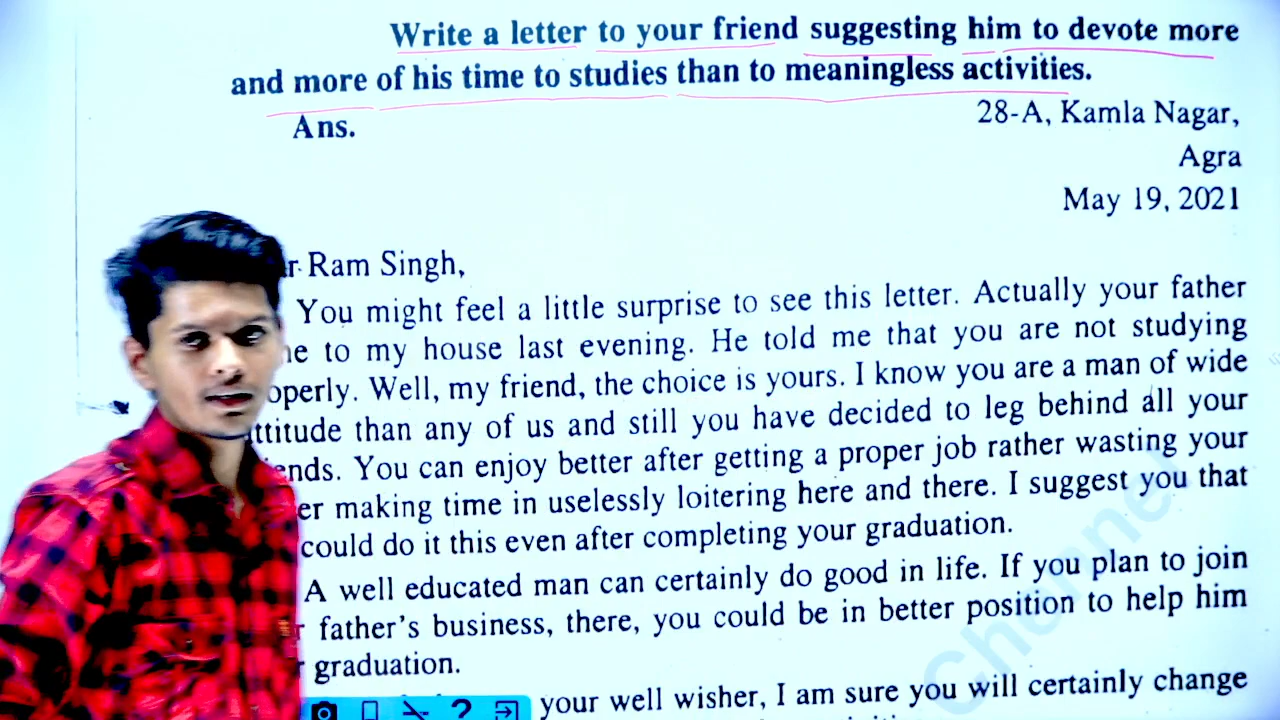 Write a letter to your friend suggesting him to devote more
and more of his time to studies than to meaningless activities.
Ans.
28-A, Kamla Nagar,
Agra
May 19, 2021
r Ram Singh,
You might feel a little surprise to see this letter. Actually your father
to my house last evening. He told me that you are not studying
operly. Well, my friend, the choice is yours. I know you are a man of wide
ttitude than any of us and still you have decided to leg behind all your
ends. You can enjoy better after getting a proper job rather wasting your
er making time in uselessly loitering here and there. I suggest you that
could do it this even after completing your graduation.
A well educated man can certainly do good in life. If you plan to join
r father's business, there, you could be in better position to help him
r graduation.
your well wisher, I am sure you will certainly change
Channel